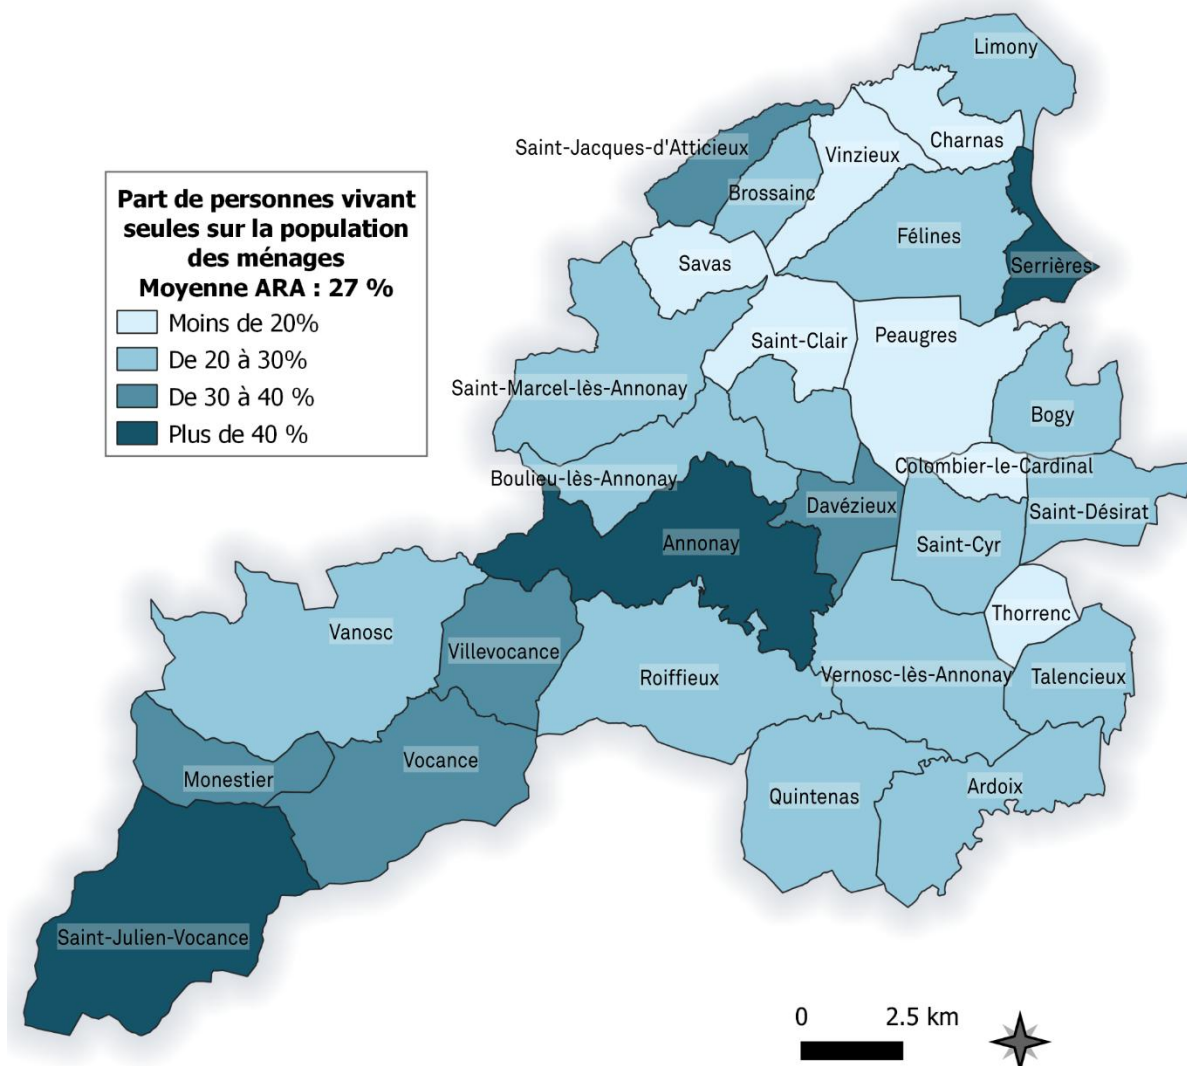 Limony
Charnas
Saint-Jacques-d'Atticieux
Vinzieux
Brossainc
Part de personnes vivant
seules sur la population
des ménages
Moyenne ARA : 27 %
Moins de 20%
De 20 à 30%
De 30 à 40 %
Plus de 40 %
Félines
Savas
Serrières
Saint-Clair
Peaugres
Saint-Marcel-lès-Annonay
Bogy
Colombier-le-Cardinal
Boulieu-lès-Annonay
Davézieux
Saint-Désirat
Annonay
Saint-Cyr
Thorrenc
Vanosc
Villevocance
Roiffieux
Vernosc-lès-Annonay
Talencieux
Vocance
Monestier
Quintenas
Ardoix
Saint-Julien-Vocance
0 2.5 km